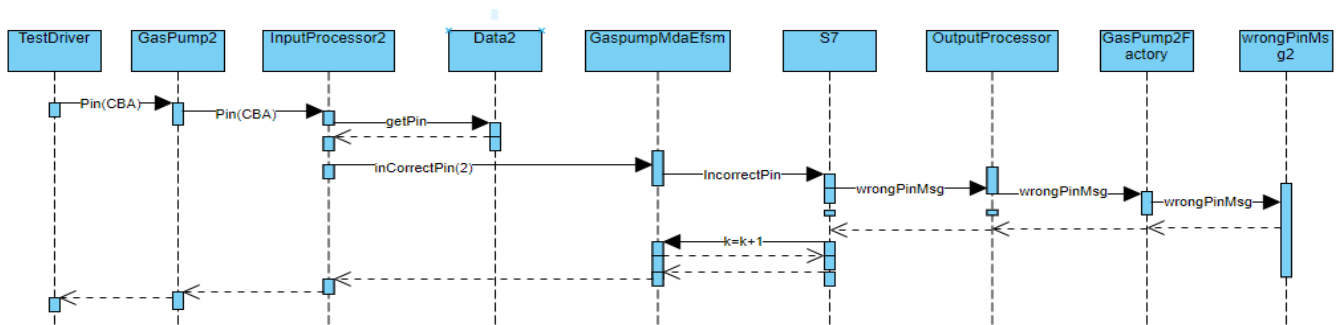 TestDriver
GasPump2
InputProcessor2
Data2
GaspumpMdaEfsm
S7
OutputProcessor
GasPump2F
actory
wrongPinMs
g2
Pin(CBA)
Pin(CBA)
getPin
inCorrectPin(2)
IncorrectPin
wrongPinMsg
wrongPinMsg
wrongPinMsg
k=k+1